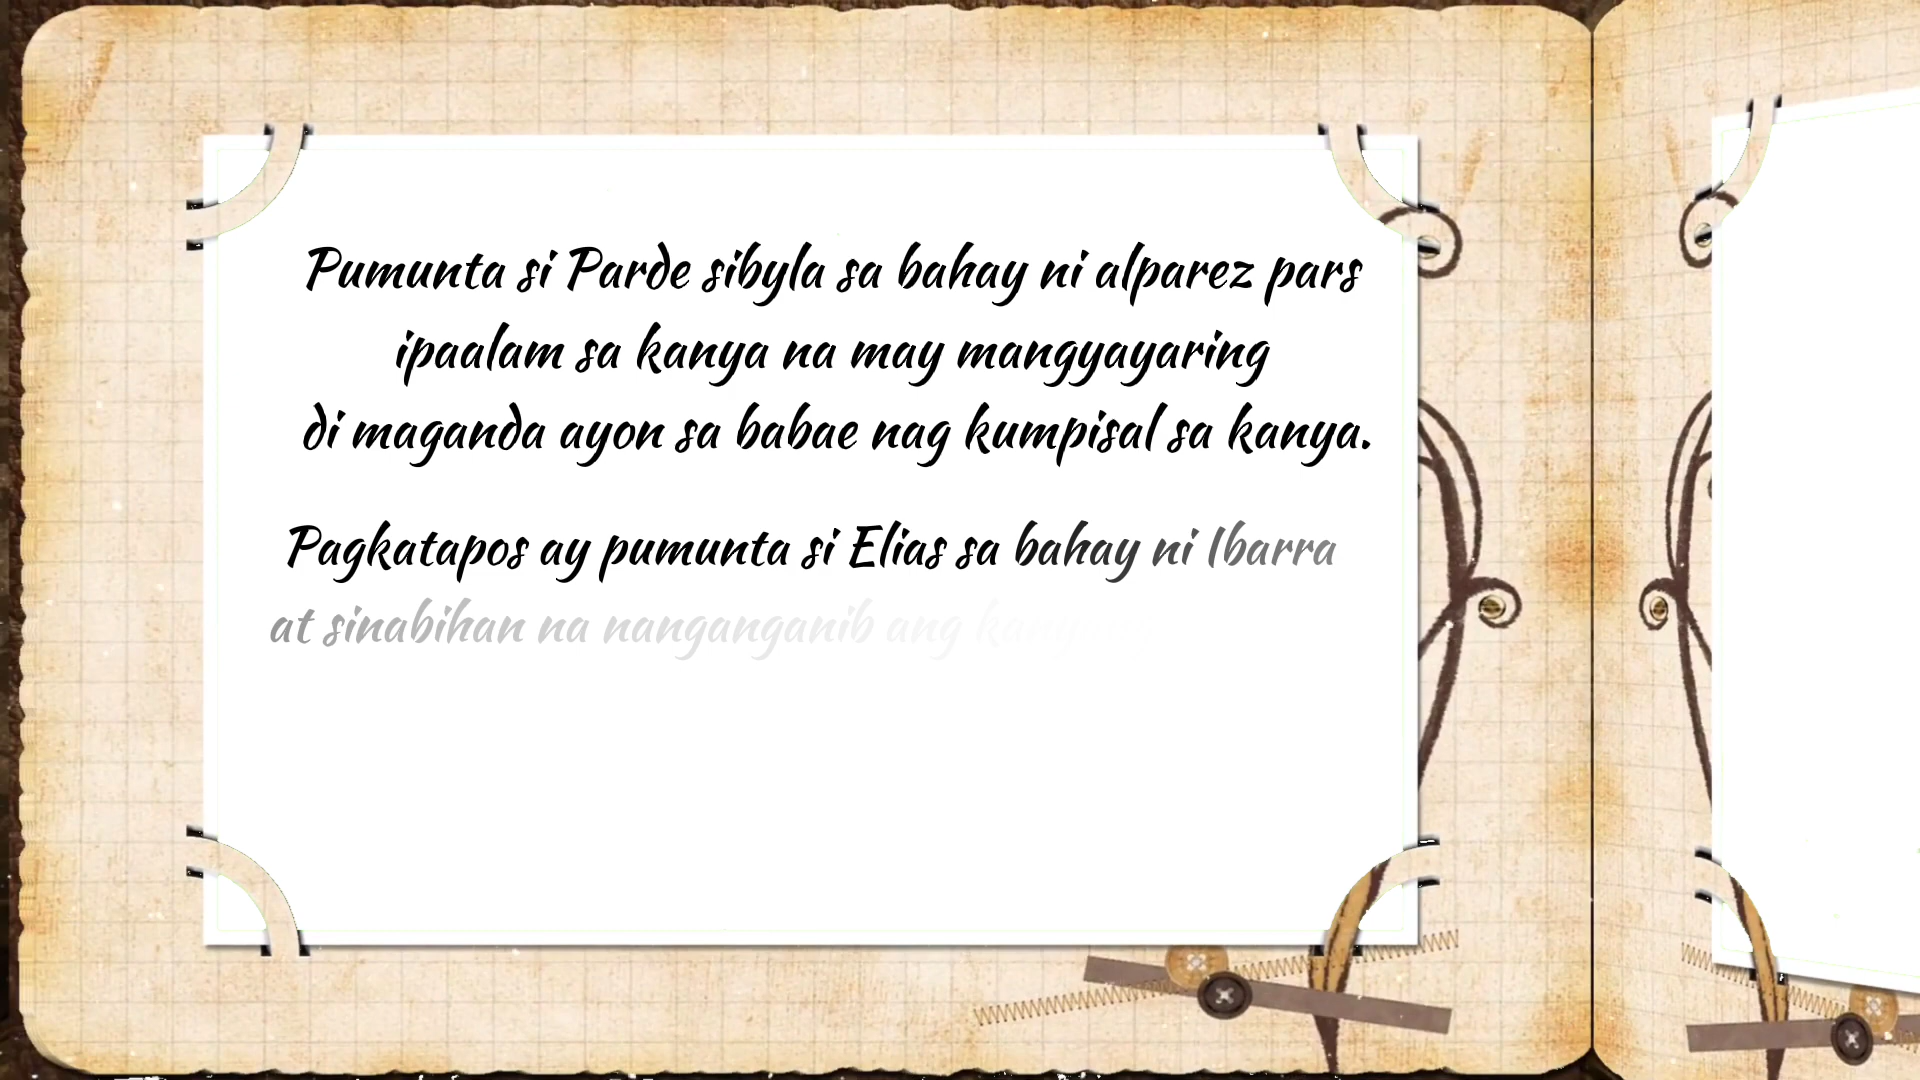 Pumunta si Parde sibyla sa bahay ni alparez pars
ipaalam sa kanya na may mangyayaring
di maganda ayon sa babae nag kumpisal sa kanya.
Pagkatapos ay pumunta si Elias sa bahay ni Ibarra
at sinabihan na nanganganib ang